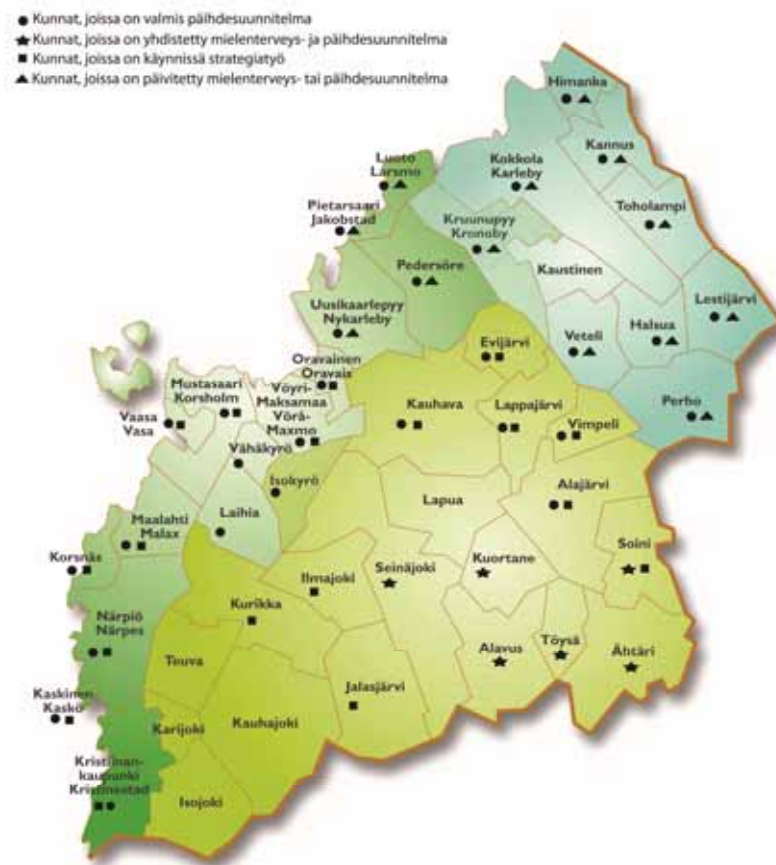 ● Kunnat, joissa on valmis päihdesuunnitelma
★ Kunnat, joissa on yhdistetty mielenterveys- ja päihdesuunnitelma
■ Kunnat, joissa on käynnissä strategiatyö
▲ Kunnat, joissa on päivitetty mielenterveys- tai päihdesuunnitelma
Himanka
Kannus
Luoto
Larsmo
Kokkola
Karleby
Pietarsaari
Jakobstad
Toholampi
Kruunupyy
Kronoby
Pedersöre
Kaustinen
Lestijärvi
Uusikaarlepyy
Nykarleby
Veteli
Halsua
Evijärvi
Oravainen
Oravais
Mustasaari
Korsholm
Vöyri-
Maksamaa
Vörå-
Maxmo
Kauhava
Lappajärvi
Perho
Vaasa
Vasa
Vimpeli
Vähäkyrö
Isokyrö
Lapua
Alajärvi
Laihia
Maalahti
Malax
Soini
Korsnäs
Ilmajoki
Seinäjoki
Kuortane
Närpiö
Närpes
Kurikka
Teuva
Alavus
Töysä
Ähtäri
Kaskinen
Kaskö
Jalasjärvi
Karijoki
Kauhajoki
Kristiinan-
kaupunki
Kristinestad
Isojoki